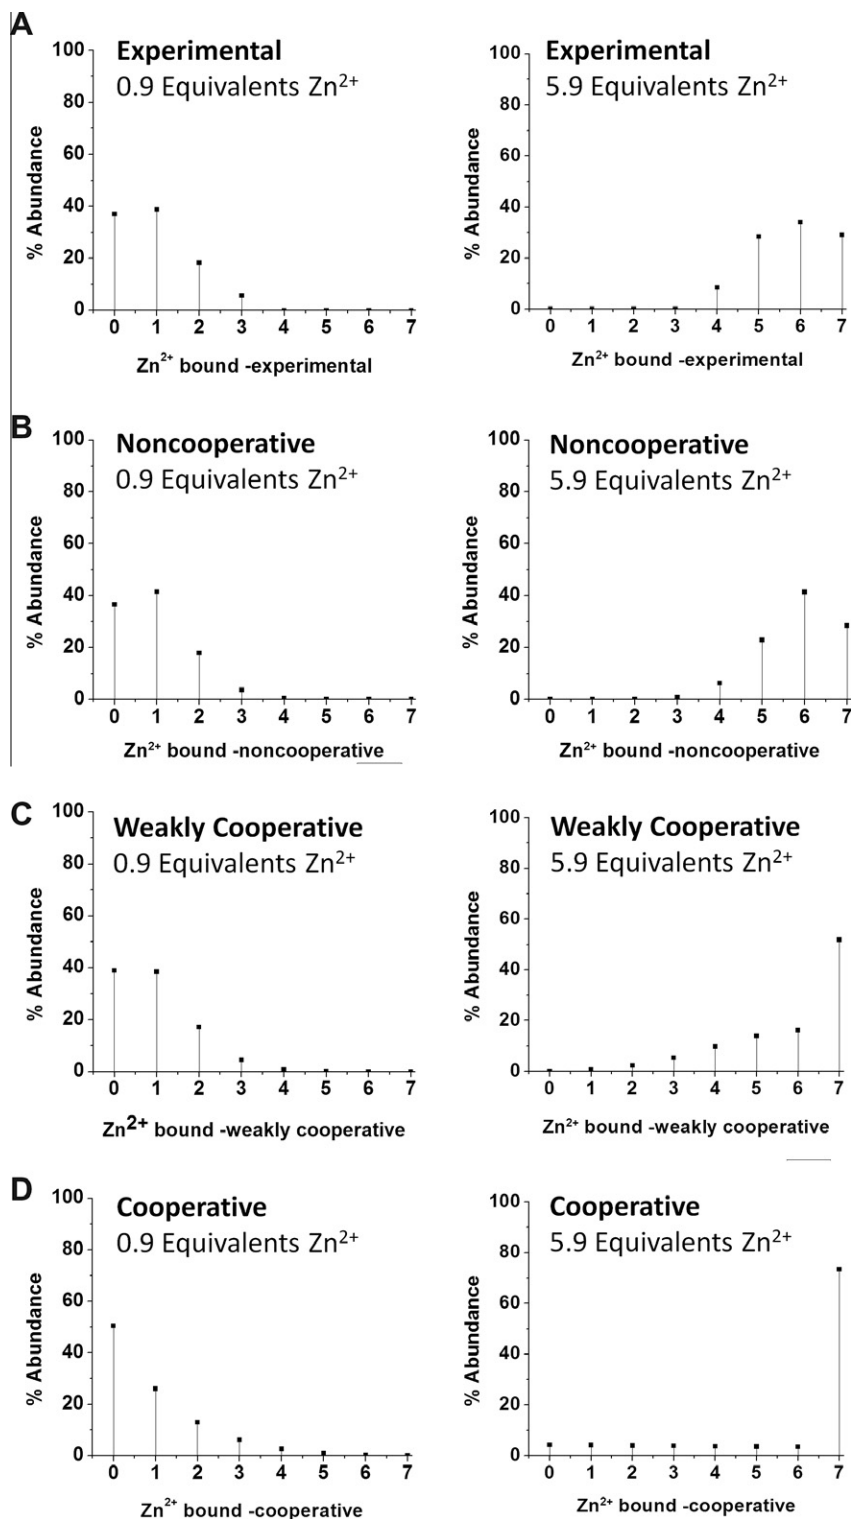 A
Experimental
0.9 Equivalents Zn²⁺
% Abundance
100
80
60
40
20
0
0 1 2 3 4 5 6 7
Zn²⁺ bound -experimental
Experimental
5.9 Equivalents Zn²⁺
% Abundance
100
80
60
40
20
0
0 1 2 3 4 5 6 7
Zn²⁺ bound -experimental
B
Noncooperative
0.9 Equivalents Zn²⁺
% Abundance
100
80
60
40
20
0
0 1 2 3 4 5 6 7
Zn²⁺ bound -noncooperative
Noncooperative
5.9 Equivalents Zn²⁺
% Abundance
100
80
60
40
20
0
0 1 2 3 4 5 6 7
Zn²⁺ bound -noncooperative
C
Weakly Cooperative
0.9 Equivalents Zn²⁺
% Abundance
100
80
60
40
20
0
0 1 2 3 4 5 6 7
Zn²⁺ bound -weakly cooperative
Weakly Cooperative
5.9 Equivalents Zn²⁺
% Abundance
100
80
60
40
20
0
0 1 2 3 4 5 6 7
Zn²⁺ bound -weakly cooperative
D
Cooperative
0.9 Equivalents Zn²⁺
% Abundance
100
80
60
40
20
0
0 1 2 3 4 5 6 7
Zn²⁺ bound -cooperative
Cooperative
5.9 Equivalents Zn²⁺
% Abundance
100
80
60
40
20
0
0 1 2 3 4 5 6 7
Zn²⁺ bound -cooperative